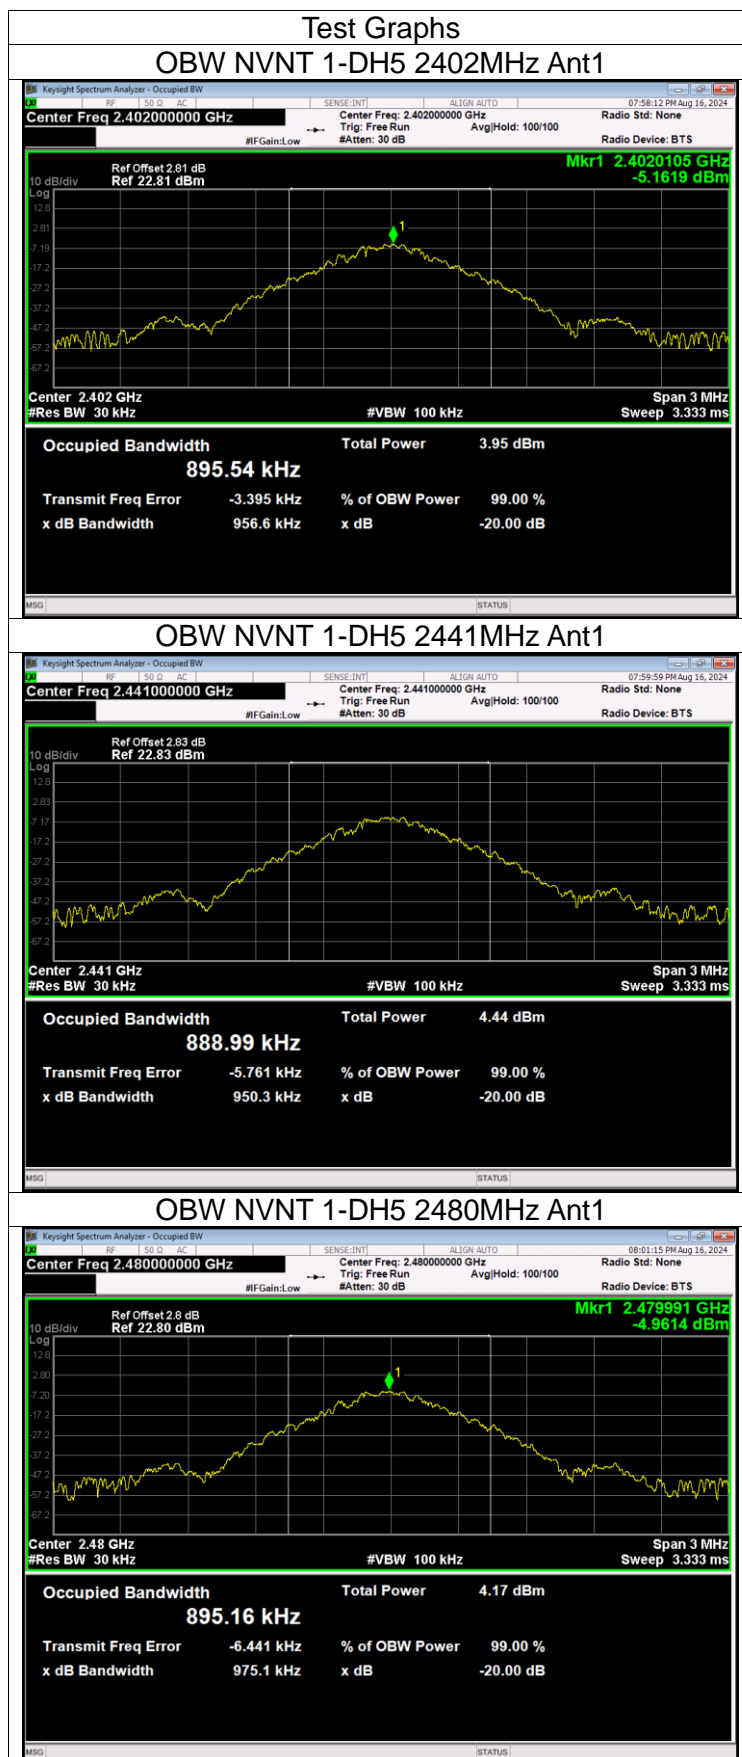 Test Graphs
OBW NVNT 1-DH5 2402MHz Ant1
Keysight Spectrum Analyzer - Occupied BW
RF 50 Ω AC SENSE:INT ALIGN AUTO 07:58:12 PM Aug 16, 2024
Center Freq 2.402000000 GHz Center Freq: 2.402000000 GHz Radio Std: None
Trig: Free Run Avg|Hold: 100/100
#IFGain:Low #Atten: 30 dB Radio Device: BTS
Mkr1 2.4020105 GHz
Ref Offset 2.81 dB -5.1619 dBm
10 dB/div Ref 22.81 dBm
Log
12.8
2.81
-7.19
-17.2
-27.2
-37.2
-47.2
-57.2
-67.2
1
Center 2.402 GHz Span 3 MHz
#Res BW 30 kHz #VBW 100 kHz Sweep 3.333 ms
Occupied Bandwidth Total Power 3.95 dBm
895.54 kHz
Transmit Freq Error -3.395 kHz % of OBW Power 99.00 %
x dB Bandwidth 956.6 kHz x dB -20.00 dB
MSG STATUS
OBW NVNT 1-DH5 2441MHz Ant1
Keysight Spectrum Analyzer - Occupied BW
RF 50 Ω AC SENSE:INT ALIGN AUTO 07:59:59 PM Aug 16, 2024
Center Freq 2.441000000 GHz Center Freq: 2.441000000 GHz Radio Std: None
Trig: Free Run Avg|Hold: 100/100
#IFGain:Low #Atten: 30 dB Radio Device: BTS
Ref Offset 2.83 dB
10 dB/div Ref 22.83 dBm
Log
12.8
2.83
-7.17
-17.2
-27.2
-37.2
-47.2
-57.2
-67.2
Center 2.441 GHz Span 3 MHz
#Res BW 30 kHz #VBW 100 kHz Sweep 3.333 ms
Occupied Bandwidth Total Power 4.44 dBm
888.99 kHz
Transmit Freq Error -5.761 kHz % of OBW Power 99.00 %
x dB Bandwidth 950.3 kHz x dB -20.00 dB
MSG STATUS
OBW NVNT 1-DH5 2480MHz Ant1
Keysight Spectrum Analyzer - Occupied BW
RF 50 Ω AC SENSE:INT ALIGN AUTO 08:01:15 PM Aug 16, 2024
Center Freq 2.480000000 GHz Center Freq: 2.480000000 GHz Radio Std: None
Trig: Free Run Avg|Hold: 100/100
#IFGain:Low #Atten: 30 dB Radio Device: BTS
Mkr1 2.479991 GHz
Ref Offset 2.8 dB -4.9614 dBm
10 dB/div Ref 22.80 dBm
Log
12.8
2.80
-7.20
-17.2
-27.2
-37.2
-47.2
-57.2
-67.2
1
Center 2.48 GHz Span 3 MHz
#Res BW 30 kHz #VBW 100 kHz Sweep 3.333 ms
Occupied Bandwidth Total Power 4.17 dBm
895.16 kHz
Transmit Freq Error -6.441 kHz % of OBW Power 99.00 %
x dB Bandwidth 975.1 kHz x dB -20.00 dB
MSG STATUS